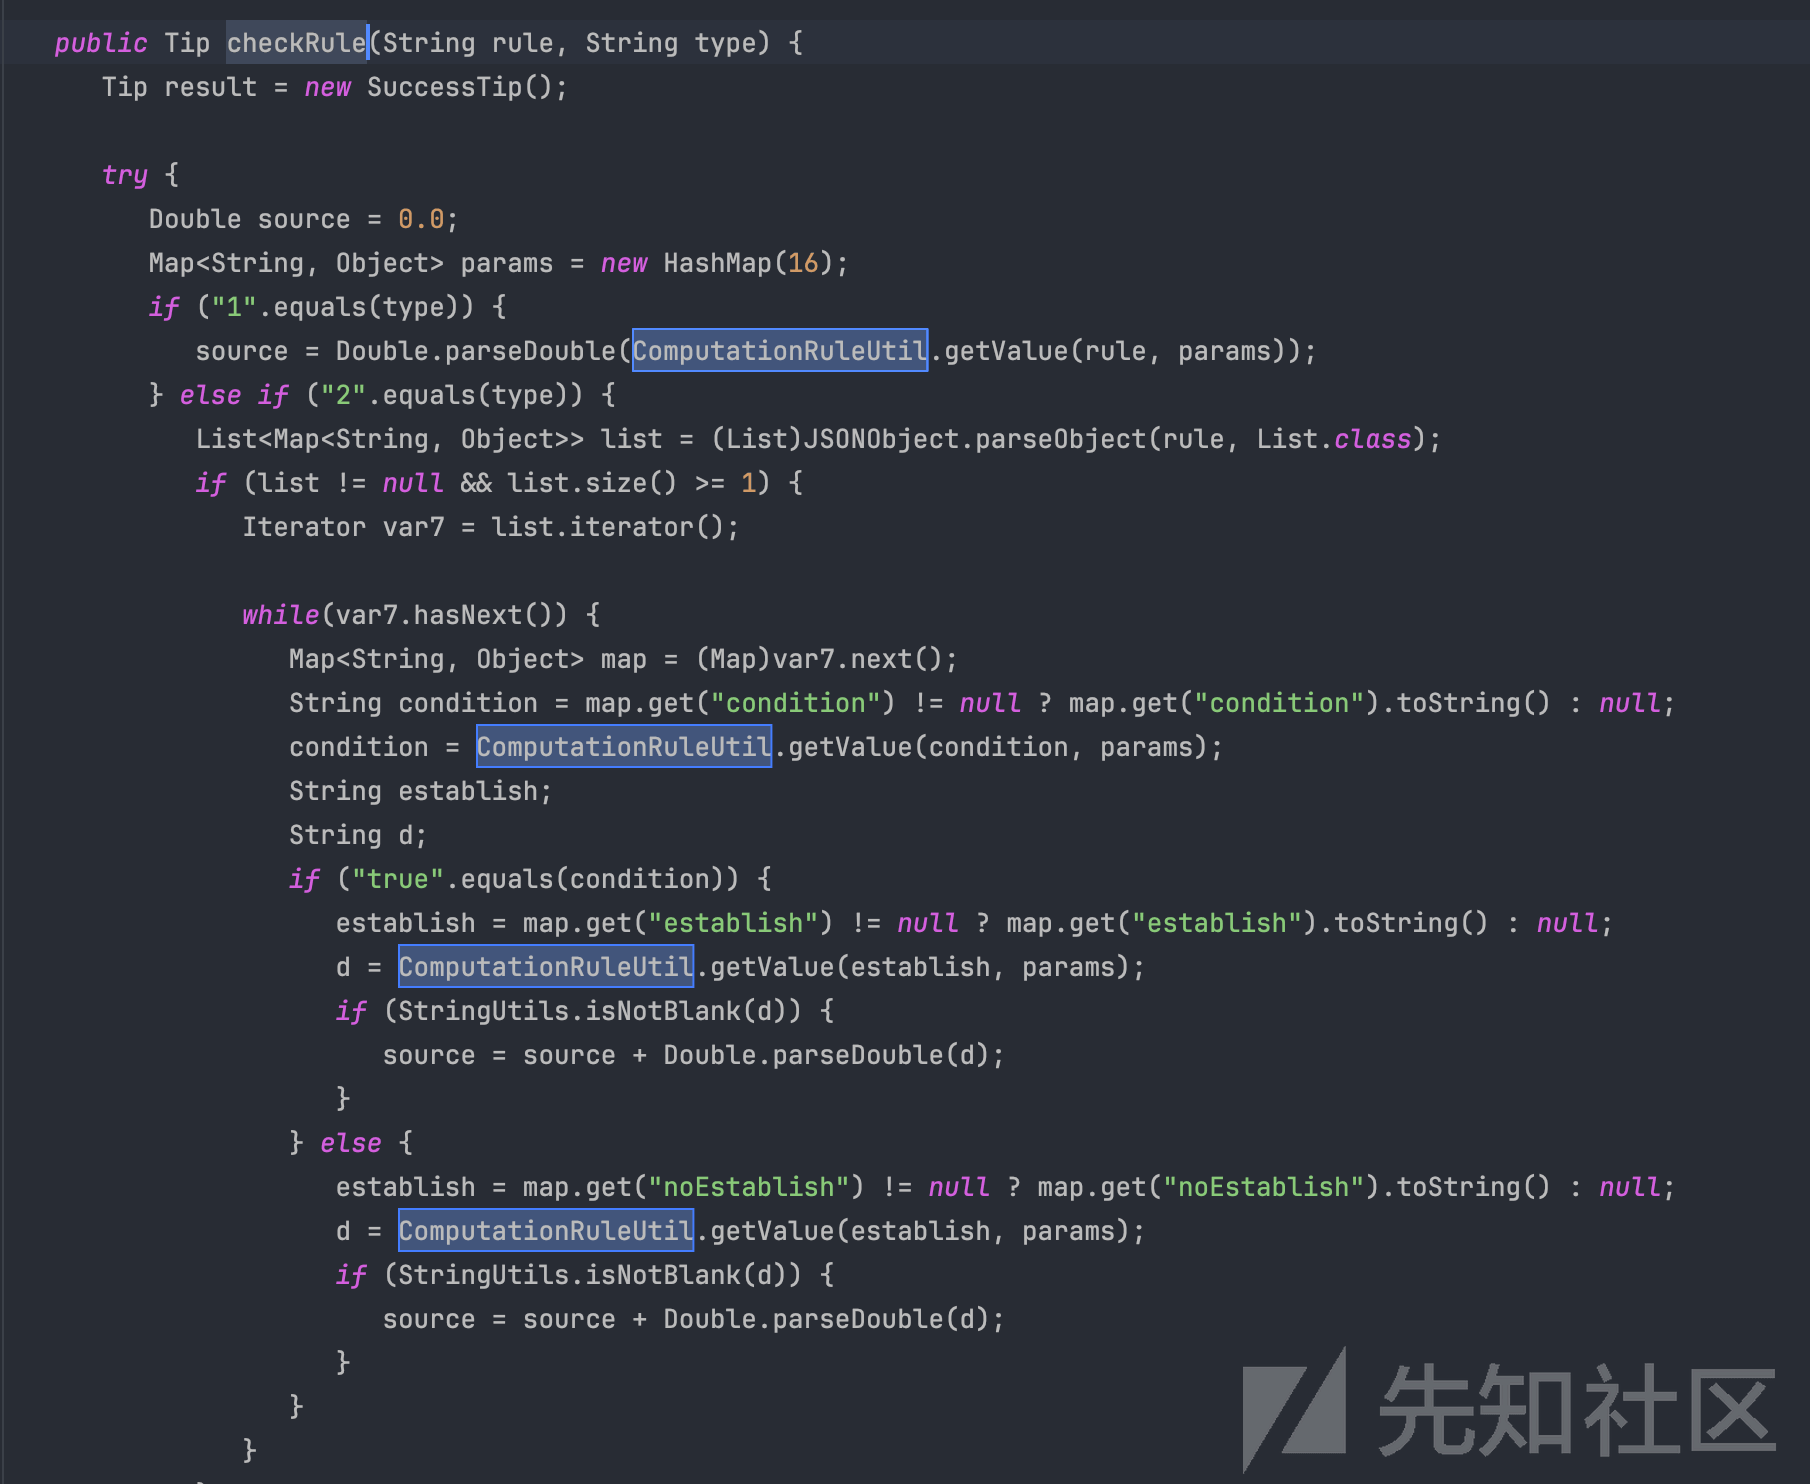 public Tip checkRule(String rule, String type) {
Tip result = new SuccessTip();
try {
Double source = 0.0;
Map<String, Object> params = new HashMap(16);
if ("1".equals(type)) {
source = Double.parseDouble(ComputationRuleUtil.getValue(rule, params));
} else if ("2".equals(type)) {
List<Map<String, Object>> list = (List)JSONObject.parseObject(rule, List.class);
if (list != null && list.size() >= 1) {
Iterator var7 = list.iterator();
while(var7.hasNext()) {
Map<String, Object> map = (Map)var7.next();
String condition = map.get("condition") != null ? map.get("condition").toString() : null;
condition = ComputationRuleUtil.getValue(condition, params);
String establish;
String d;
if ("true".equals(condition)) {
establish = map.get("establish") != null ? map.get("establish").toString() : null;
d = ComputationRuleUtil.getValue(establish, params);
if (StringUtils.isNotBlank(d)) {
source = source + Double.parseDouble(d);
}
} else {
establish = map.get("noEstablish") != null ? map.get("noEstablish").toString() : null;
d = ComputationRuleUtil.getValue(establish, params);
if (StringUtils.isNotBlank(d)) {
source = source + Double.parseDouble(d);
}
}
}
先知社区